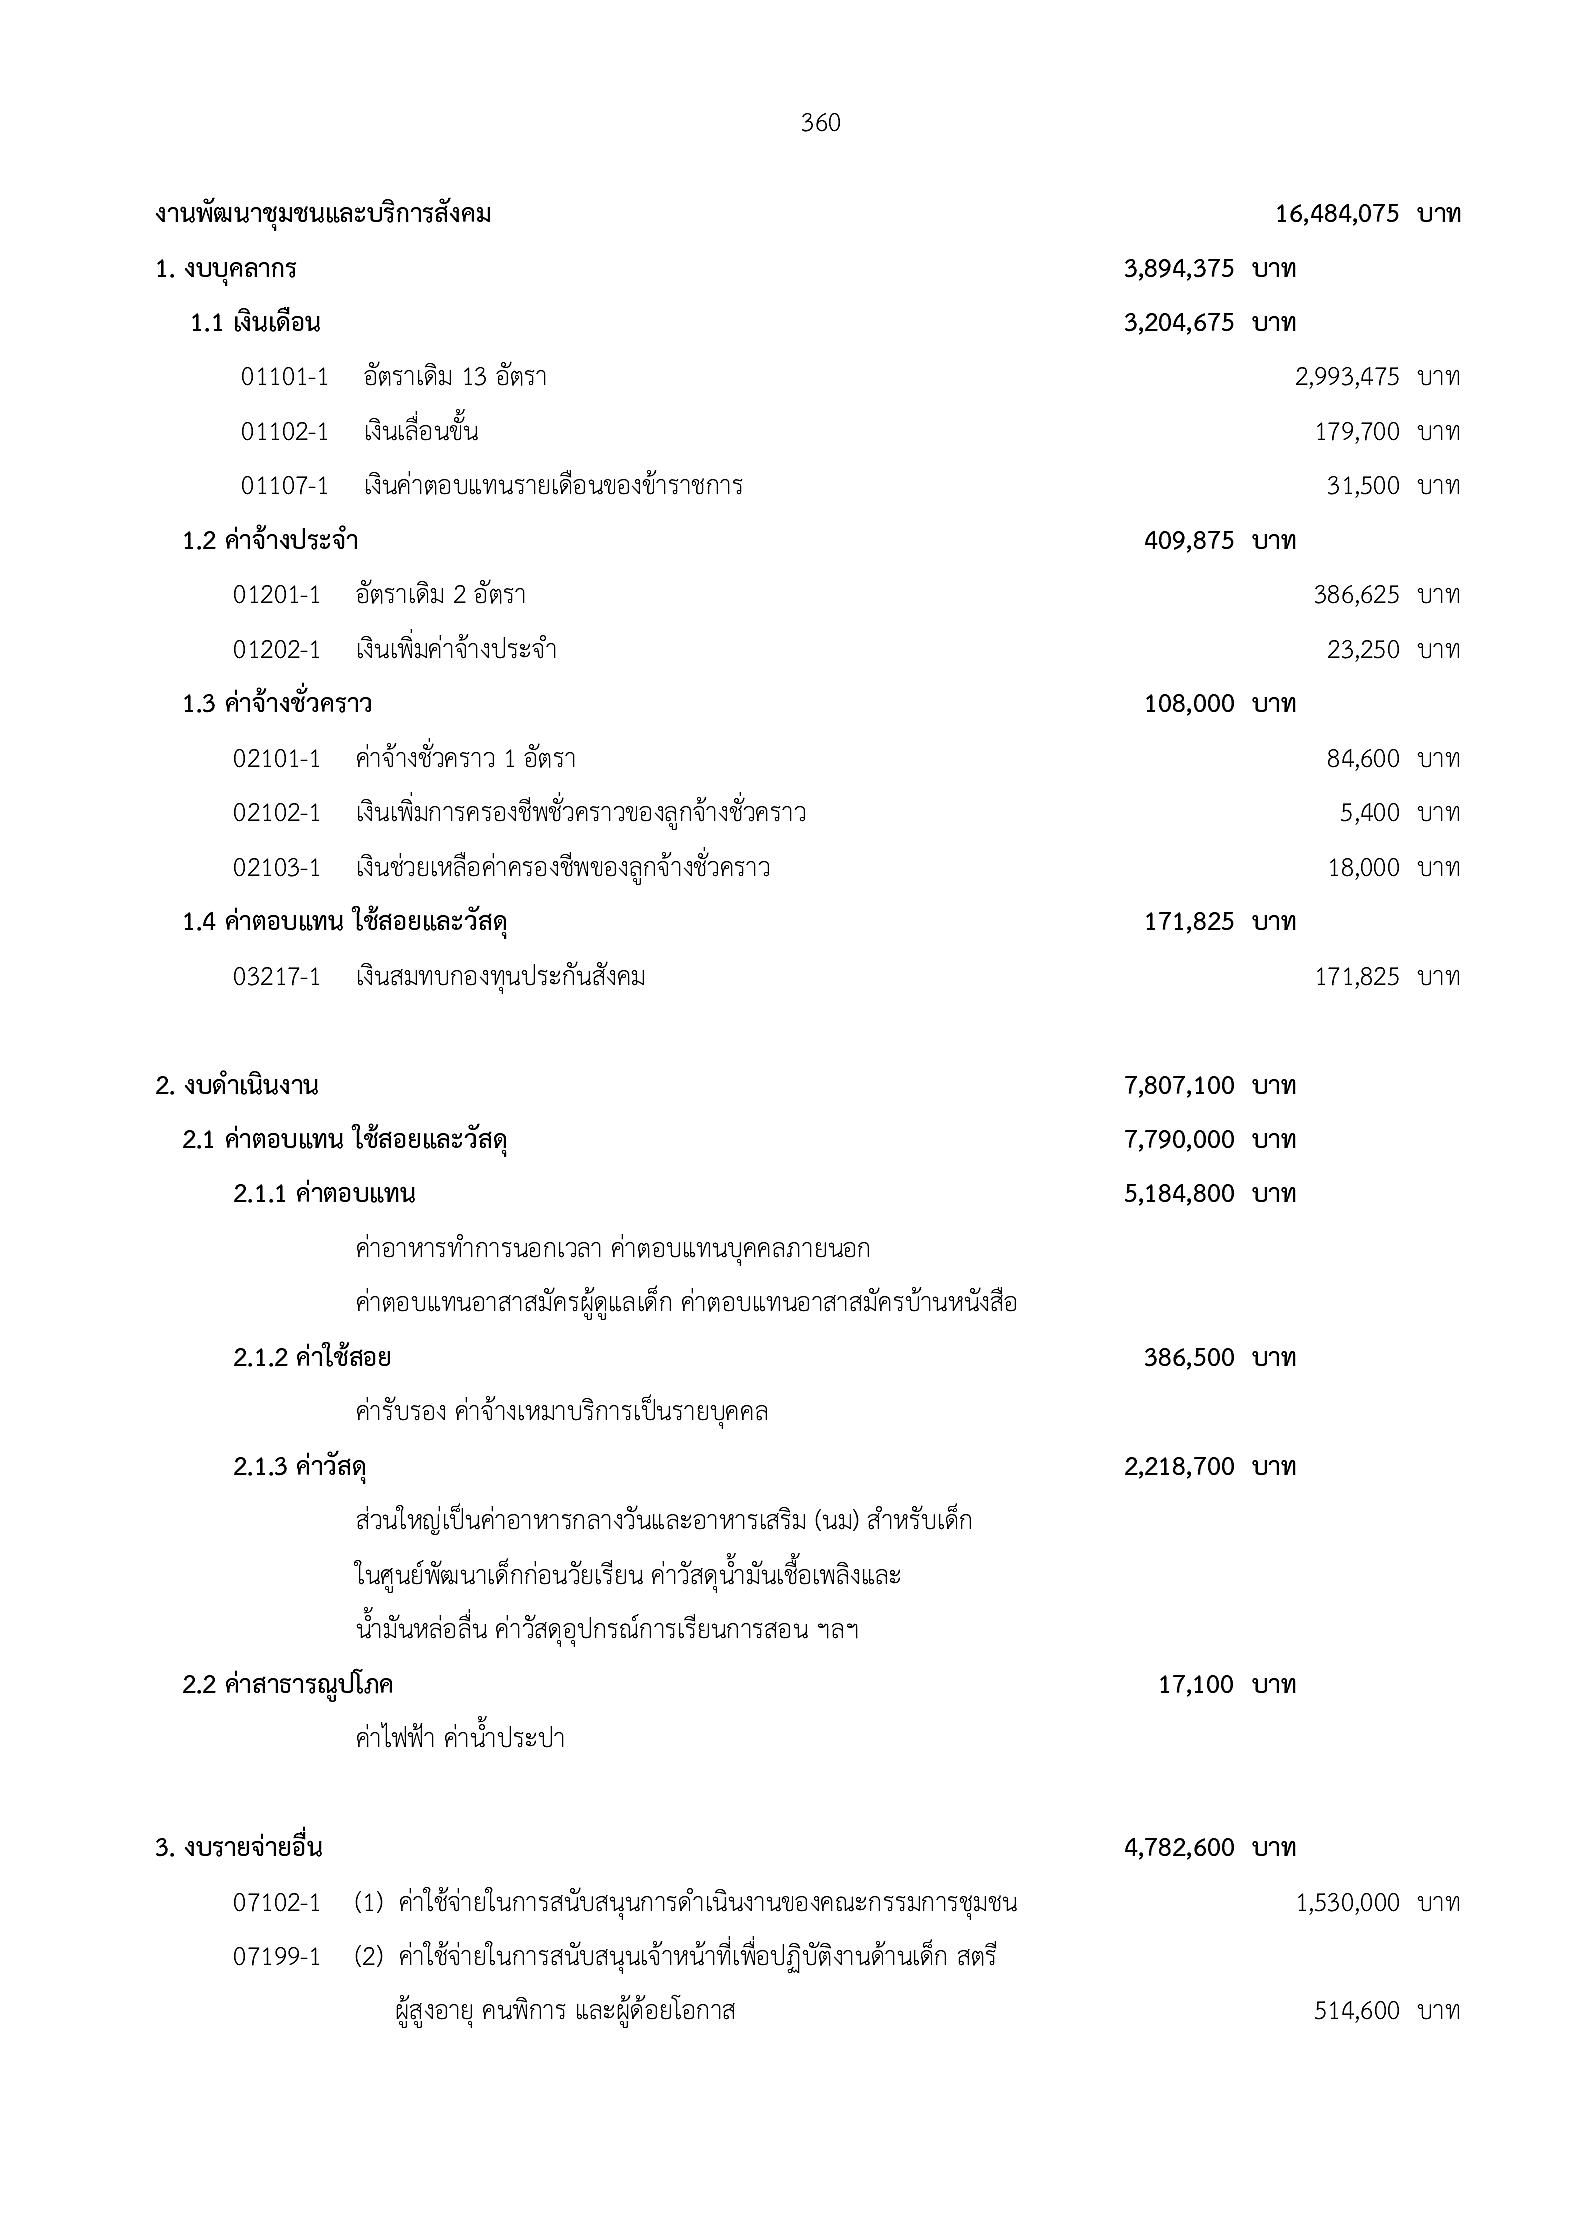 360
งานพัฒนาชุมชนและบริการสังคม 16,484,075 บาท
1. งบบุคลากร 3,894,375 บาท
1.1 เงินเดือน 3,204,675 บาท
01101-1 อัตราเดิม 13 อัตรา 2,993,475 บาท
01102-1 เงินเลื่อนขั้น 179,700 บาท
01107-1 เงินค่าตอบแทนรายเดือนของข้าราชการ 31,500 บาท
1.2 ค่าจ้างประจำ 409,875 บาท
01201-1 อัตราเดิม 2 อัตรา 386,625 บาท
01202-1 เงินเพิ่มค่าจ้างประจำ 23,250 บาท
1.3 ค่าจ้างชั่วคราว 108,000 บาท
02101-1 ค่าจ้างชั่วคราว 1 อัตรา 84,600 บาท
02102-1 เงินเพิ่มการครองชีพชั่วคราวของลูกจ้างชั่วคราว 5,400 บาท
02103-1 เงินช่วยเหลือค่าครองชีพของลูกจ้างชั่วคราว 18,000 บาท
1.4 ค่าตอบแทน ใช้สอยและวัสดุ 171,825 บาท
03217-1 เงินสมทบกองทุนประกันสังคม 171,825 บาท
2. งบดำเนินงาน 7,807,100 บาท
2.1 ค่าตอบแทน ใช้สอยและวัสดุ 7,790,000 บาท
2.1.1 ค่าตอบแทน 5,184,800 บาท
ค่าอาหารทำการนอกเวลา ค่าตอบแทนบุคคลภายนอก
ค่าตอบแทนอาสาสมัครผู้ดูแลเด็ก ค่าตอบแทนอาสาสมัครบ้านหนังสือ
2.1.2 ค่าใช้สอย 386,500 บาท
ค่ารับรอง ค่าจ้างเหมาบริการเป็นรายบุคคล
2.1.3 ค่าวัสดุ 2,218,700 บาท
ส่วนใหญ่เป็นค่าอาหารกลางวันและอาหารเสริม (นม) สำหรับเด็ก
ในศูนย์พัฒนาเด็กก่อนวัยเรียน ค่าวัสดุน้ำมันเชื้อเพลิงและ
น้ำมันหล่อลื่น ค่าวัสดุอุปกรณ์การเรียนการสอน ฯลฯ
2.2 ค่าสาธารณูปโภค 17,100 บาท
ค่าไฟฟ้า ค่าน้ำประปา
3. งบรายจ่ายอื่น 4,782,600 บาท
07102-1 (1) ค่าใช้จ่ายในการสนับสนุนการดำเนินงานของคณะกรรมการชุมชน 1,530,000 บาท
07199-1 (2) ค่าใช้จ่ายในการสนับสนุนเจ้าหน้าที่เพื่อปฏิบัติงานด้านเด็ก สตรี
ผู้สูงอายุ คนพิการ และผู้ด้อยโอกาส 514,600 บาท